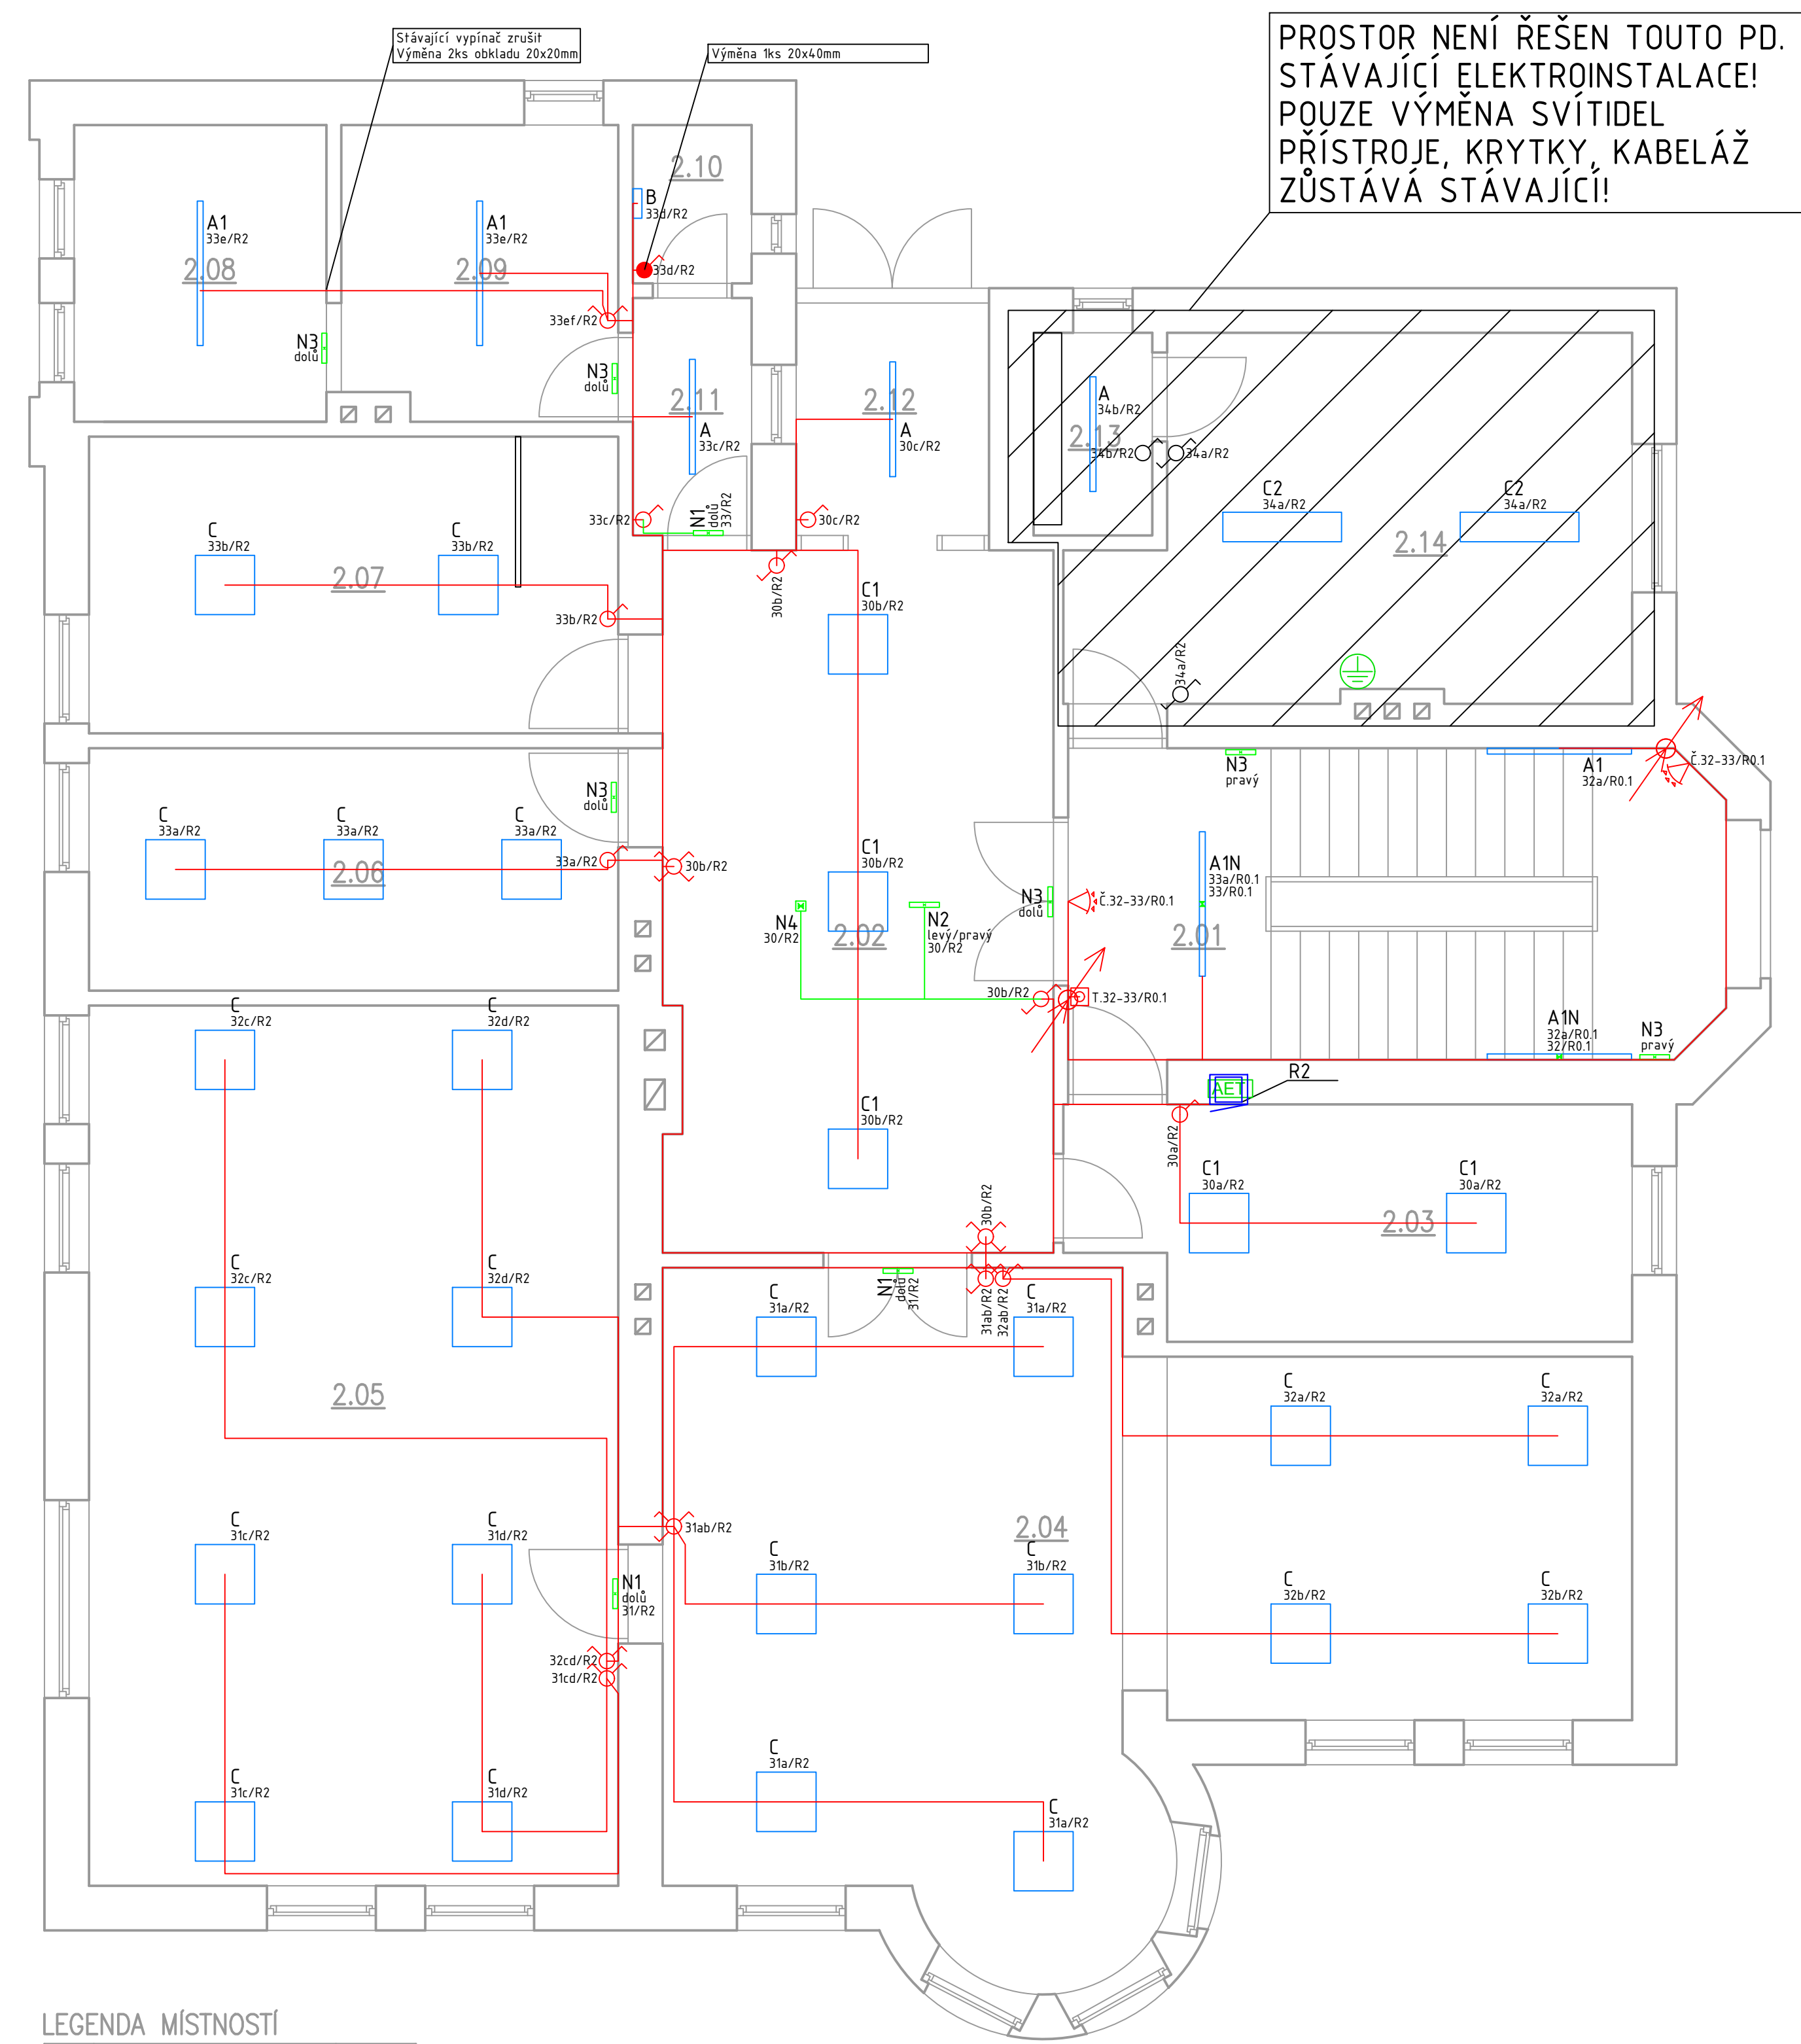 Stávající vypínač zrušit
Výměna 2ks obkladu 20x20mm
Výměna 1ks 20x40mm
PROSTOR NENÍ ŘEŠEN TOUTO PD.
STÁVAJÍCÍ ELEKTROINSTALACE!
POUZE VÝMĚNA SVÍTIDEL
PŘÍSTROJE, KRYTKY, KABELÁŽ
ZŮSTÁVÁ STÁVAJÍCÍ!
2.10
B
33d/R2
33d/R2
A1
33e/R2
2.08
A1
33e/R2
2.09
33ef/R2
N3
dolů
N3
dolů
2.11
A
33c/R2
2.12
A
30c/R2
A
34b/R2
2.13
34b/R2
34a/R2
C2
34a/R2
C2
34a/R2
2.14
34a/R2
33c/R2
N1
dolů
33/R2
30c/R2
30b/R2
C
33b/R2
C
33b/R2
2.07
33b/R2
C1
30b/R2
N3
pravý
A1
32a/R0.1
Č.32-33/R0.1
N3
dolů
C
33a/R2
C
33a/R2
C
33a/R2
2.06
33a/R2
30b/R2
C1
30b/R2
2.02
N4
30/R2
N2
levý/pravý
30/R2
N3
dolů
Č.32-33/R0.1
A1N
33a/R0.1
33/R0.1
2.01
30b/R2
T.32-33/R0.1
A1N
32a/R0.1
32/R0.1
N3
pravý
AET
R2
C
32c/R2
C
32d/R2
C1
30b/R2
30a/R2
C1
30a/R2
C1
30a/R2
2.03
30b/R2
C
32c/R2
C
32d/R2
N1
dolů
31/R2
31ab/R2
32ab/R2
C
31a/R2
C
31a/R2
2.05
C
32a/R2
C
32a/R2
C
31c/R2
C
31d/R2
31ab/R2
2.04
C
31b/R2
C
31b/R2
N1
dolů
31/R2
C
32b/R2
C
32b/R2
32cd/R2
31cd/R2
C
31c/R2
C
31d/R2
C
31a/R2
C
31a/R2
LEGENDA MÍSTNOSTÍ